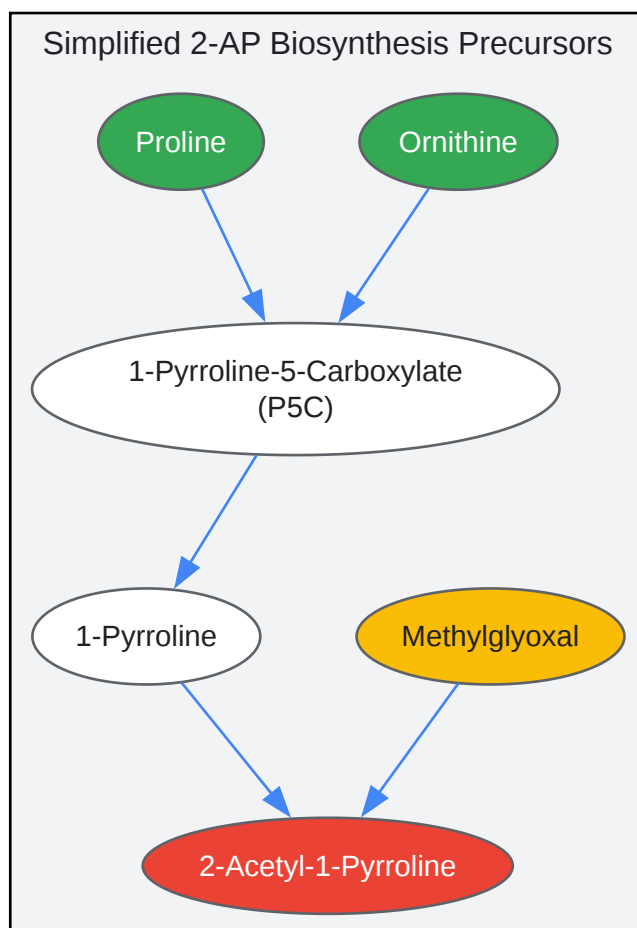 Simplified 2-AP Biosynthesis Precursors
Proline
Ornithine
1-Pyrroline-5-Carboxylate
(P5C)
1-Pyrroline
Methylglyoxal
2-Acetyl-1-Pyrroline